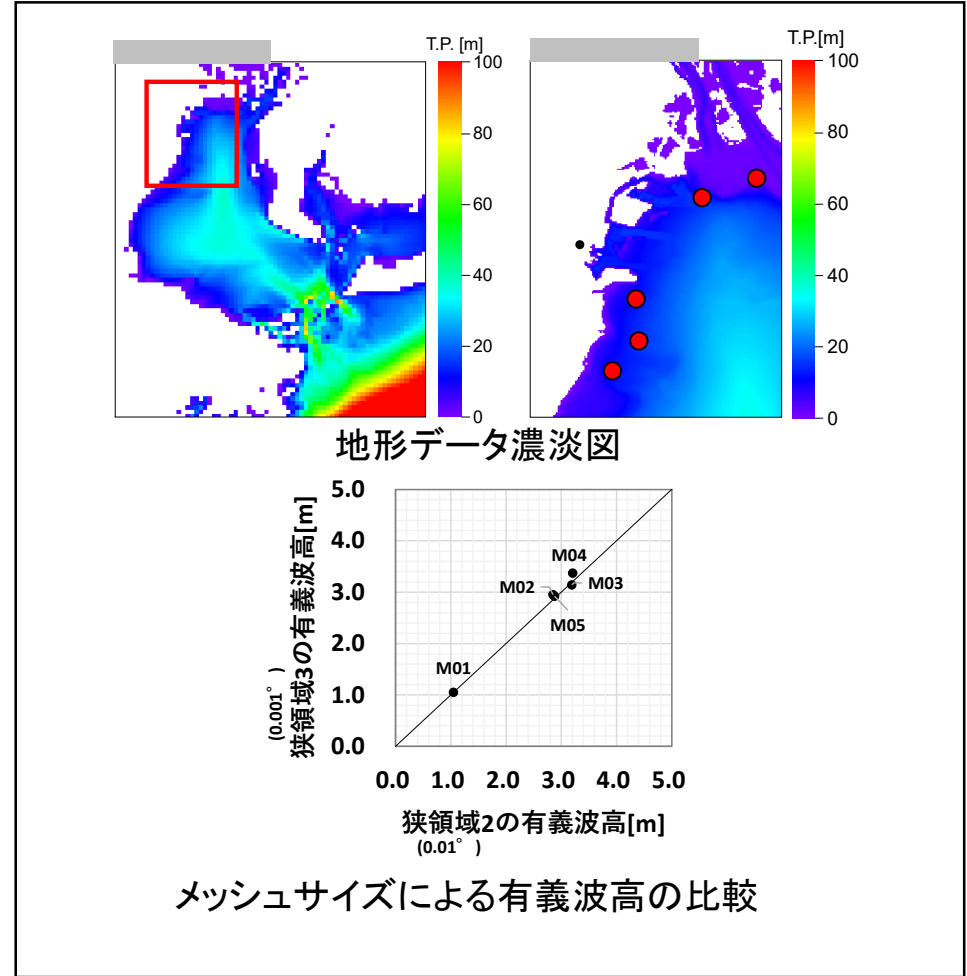 T.P. [m]
100
80
60
40
20
0
T.P.[m]
100
80
60
40
20
0
地形データ濃淡図
狭領域3の有義波高[m]
(0.001°)
5.0
4.0
3.0
2.0
1.0
0.0
M04
M02
M03
M05
M01
0.0 1.0 2.0 3.0 4.0 5.0
狭領域2の有義波高[m]
(0.01°)
メッシュサイズによる有義波高の比較